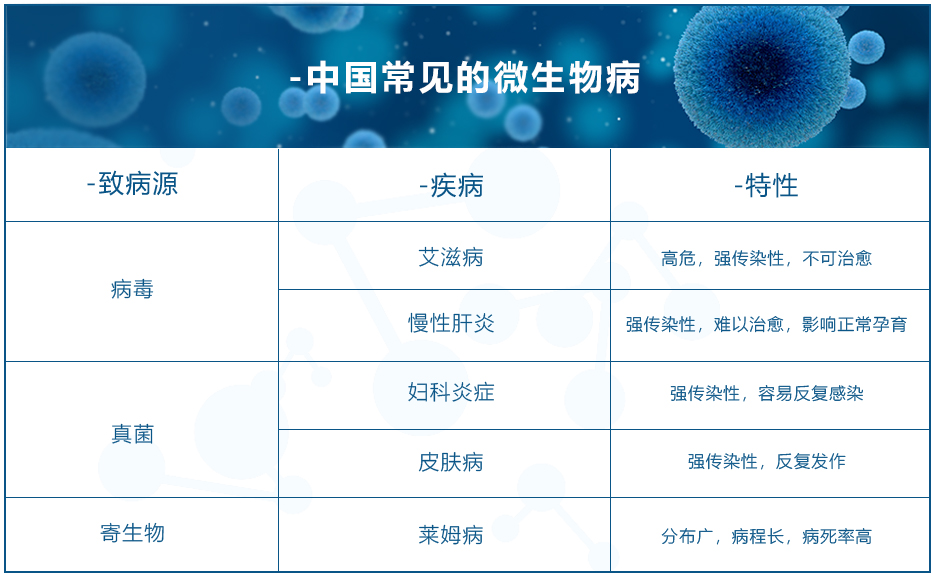 -中国常见的微生物病
-致病源 -疾病 -特性
病毒
艾滋病 高危，强传染性，不可治愈
慢性肝炎 强传染性，难以治愈，影响正常孕育
真菌
妇科炎症 强传染性，容易反复感染
皮肤病 强传染性，反复发作
寄生物 莱姆病 分布广，病程长，病死率高